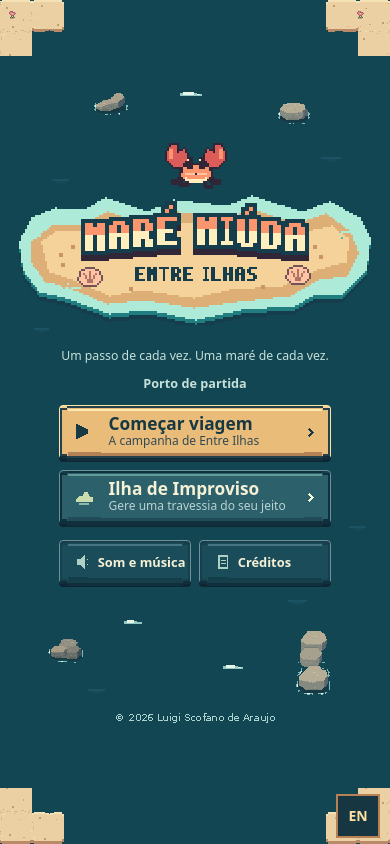 MARÉ MIÚDA
ENTRE ILHAS
Um passo de cada vez. Uma maré de cada vez.
Porto de partida
Começar viagem
A campanha de Entre Ilhas
Ilha de Improviso
Gere uma travessia do seu jeito
Som e música
Créditos
© 2026 Luigi Scofano de Araujo
EN